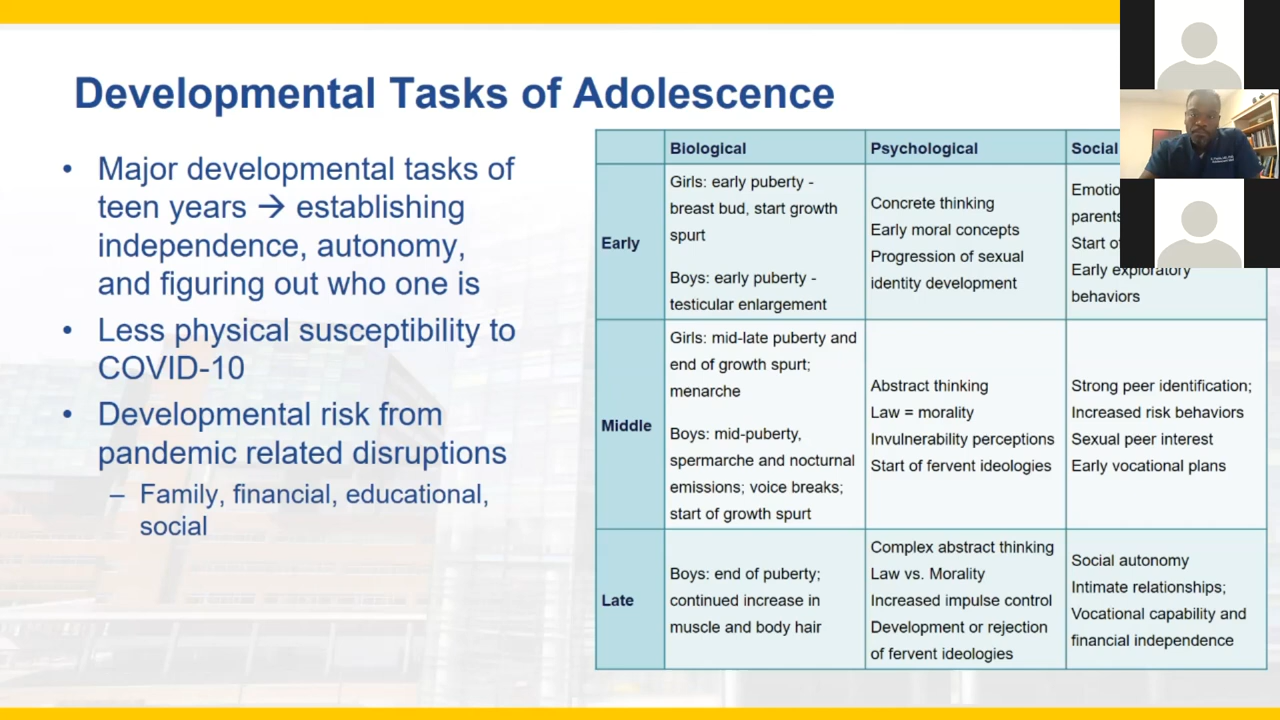 Developmental Tasks of Adolescence
• Major developmental tasks of
teen years → establishing
independence, autonomy,
and figuring out who one is
• Less physical susceptibility to
COVID-10
• Developmental risk from
pandemic related disruptions
– Family, financial, educational,
social
Biological
Psychological
Social
Early
Girls: early puberty -
breast bud, start growth
spurt
Boys: early puberty -
testicular enlargement
Concrete thinking
Early moral concepts
Progression of sexual
identity development
Early exploratory
behaviors
Middle
Girls: mid-late puberty and
end of growth spurt;
menarche
Boys: mid-puberty,
spermarche and nocturnal
emissions; voice breaks;
start of growth spurt
Abstract thinking
Law = morality
Invulnerability perceptions
Start of fervent ideologies
Strong peer identification;
Increased risk behaviors
Sexual peer interest
Early vocational plans
Late
Boys: end of puberty;
continued increase in
muscle and body hair
Complex abstract thinking
Law vs. Morality
Increased impulse control
Development or rejection
of fervent ideologies
Social autonomy
Intimate relationships;
Vocational capability and
financial independence